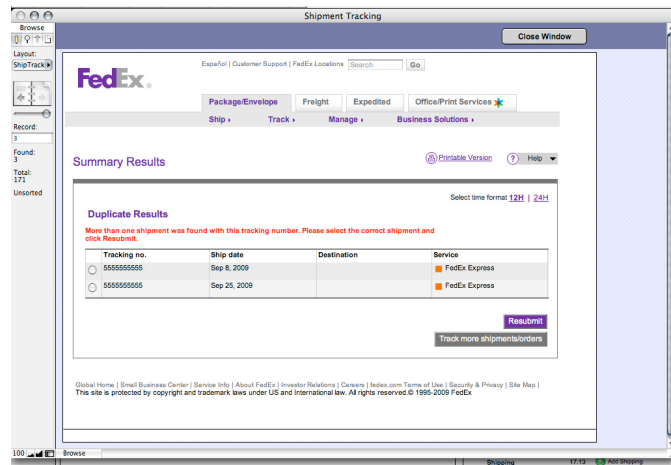 Shipment Tracking
Browse
Close Window
Layout:
ShipTrack
Record:
3
Found:
3
Total:
171
Unsorted
FedEx®
Español | Customer Support | FedEx Locations Search Go
Package/Envelope Freight Expedited Office/Print Services
Ship Track Manage Business Solutions
Summary Results
Printable Version ? Help
Select time format 12H | 24H
Duplicate Results
More than one shipment was found with this tracking number. Please select the correct shipment and
click Resubmit.
Tracking no. Ship date Destination Service
5555555555 Sep 8, 2009 FedEx Express
5555555555 Sep 25, 2009 FedEx Express
Resubmit
Track more shipments/orders
Global Home | Small Business Center | Service Info | About FedEx | Investor Relations | Careers | fedex.com Terms of Use | Security & Privacy | Site Map |
This site is protected by copyright and trademark laws under US and International law. All rights reserved.© 1995-2009 FedEx
100 Browse
Shipping 17.13 Add Shipping